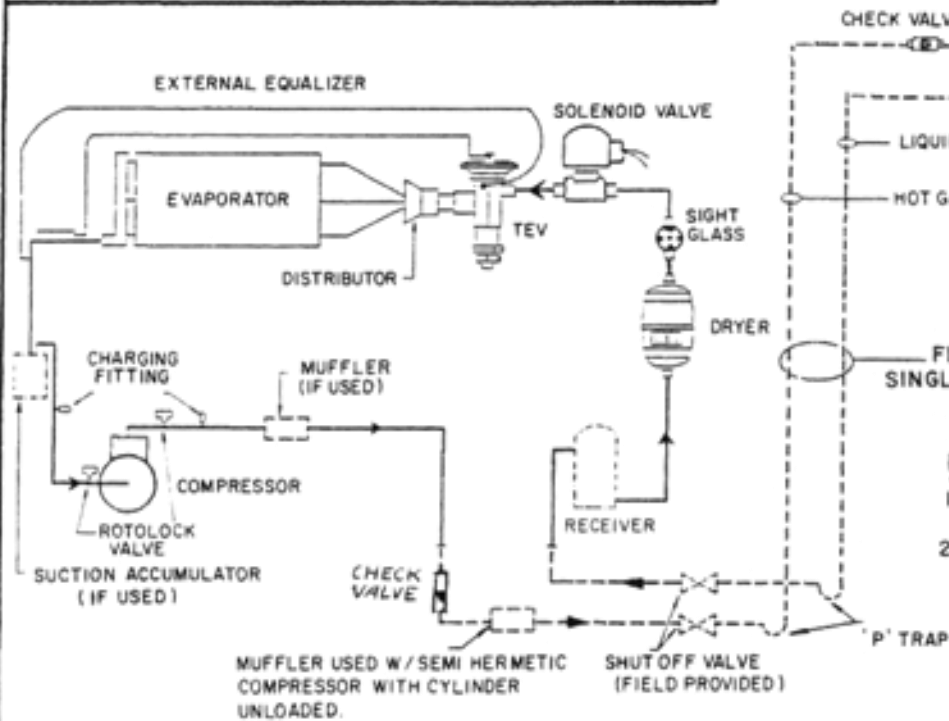 CHECK VALV
EXTERNAL EQUALIZER
SOLENOID VALVE
LIQUI
EVAPORATOR
HOT G
TEV
SIGHT
GLASS
DISTRIBUTOR
DRYER
CHARGING
FITTING
MUFFLER
(IF USED)
SINGL
COMPRESSOR
RECEIVER
ROTOLOCK
VALVE
SUCTION ACCUMULATOR
(IF USED)
CHECK
VALVE
2
'P' TRAP
MUFFLER USED W/SEMI HERMETIC
COMPRESSOR WITH CYLINDER
UNLOADED.
SHUT OFF VALVE
(FIELD PROVIDED)